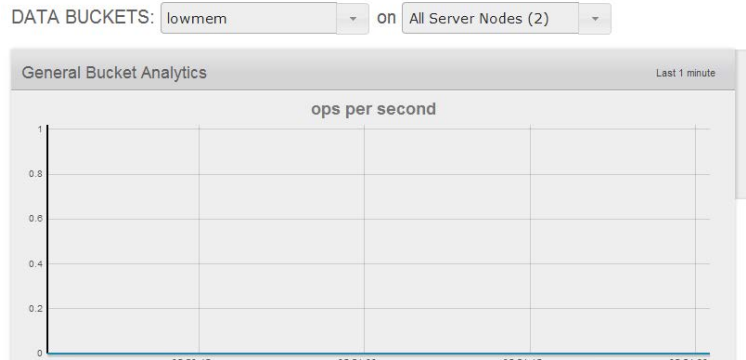 DATA BUCKETS: lowmem on All Server Nodes (2)
General Bucket Analytics Last 1 minute
ops per second
1
0.8
0.6
0.4
0.2
0